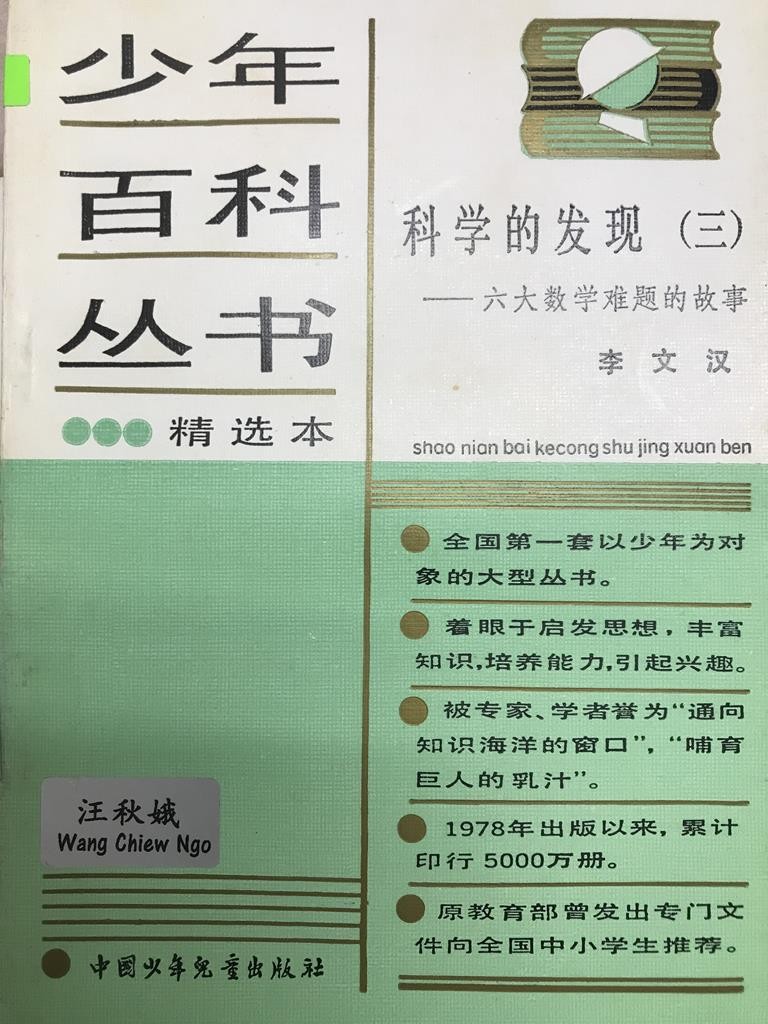 少年
百科
丛书
精选本
科学的发现（三）
——六大数学难题的故事
李文汉
shao nian bai kecong shu jing xuan ben
全国第一套以少年为对
象的大型丛书。
着眼于启发思想，丰富
知识,培养能力,引起兴趣。
被专家、学者誉为“通向
知识海洋的窗口”，“哺育
巨人的乳汁”。
1978年出版以来，累计
印行5000万册。
原教育部曾发出专门文
件向全国中小学生推荐。
汪秋娥
Wang Chiew Ngo
中国少年兒童出版社